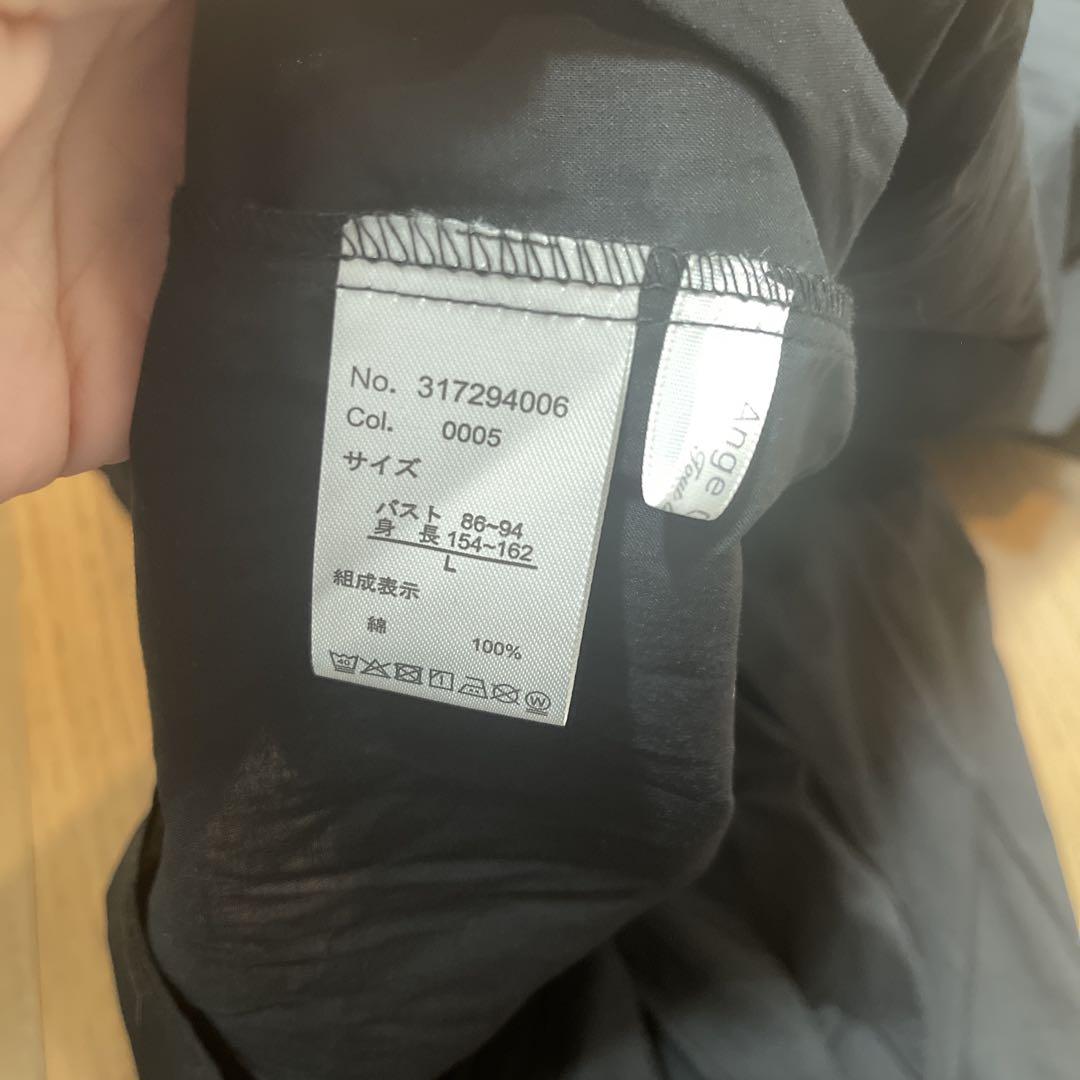 No. 317294006
Col. 0005
サイズ
バスト 86~94
身 長 154~162
L
組成表示
綿 100%
40
W
Ange